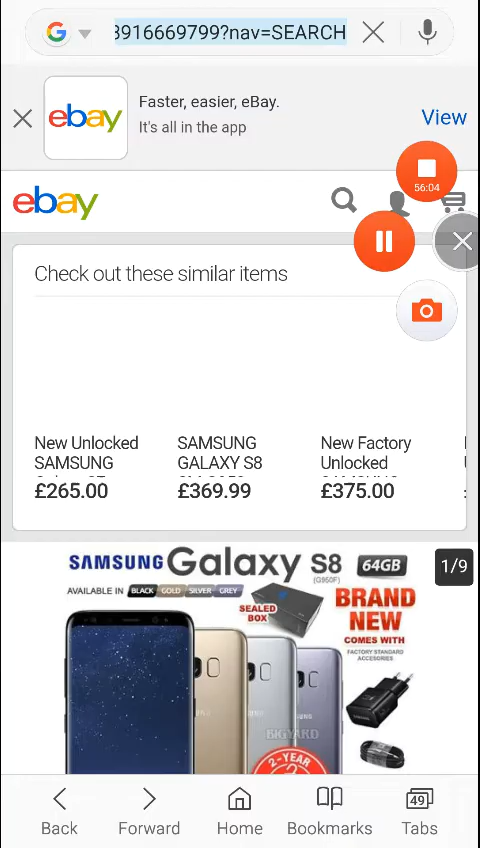 3916669799?nav=SEARCH
ebay
Faster, easier, eBay.
It's all in the app
View
56:04
ebay
Check out these similar items
New Unlocked
SAMSUNG
£265.00
SAMSUNG
GALAXY S8
£369.99
New Factory
Unlocked
£375.00
1/9
SAMSUNG Galaxy S8 64GB
(G950F)
AVAILABLE IN BLACK GOLD SILVER GREY
SEALED
BOX
BRAND
NEW
COMES WITH
FACTORY STANDARD
ACCESORIES
BIGYARD
2-YEAR
Back
Forward
Home
Bookmarks
49
Tabs